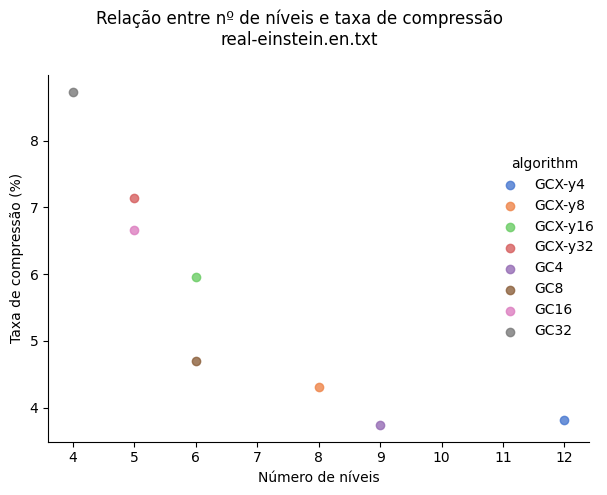 Relação entre nº de níveis e taxa de compressão
real-einstein.en.txt
Taxa de compressão (%)
8
7
6
5
4
4 5 6 7 8 9 10 11 12
Número de níveis
algorithm
GCX-y4
GCX-y8
GCX-y16
GCX-y32
GC4
GC8
GC16
GC32